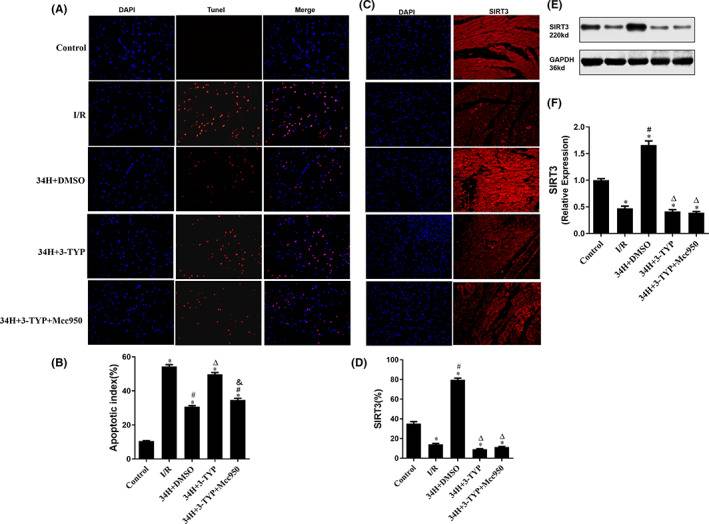 (A)
DAPI Tunel Merge
Control
I/R
34H+DMSO
34H+3-TYP
34H+3-TYP+Mcc950
(B)
Apoptotic index(%)
60
40
20
0
* # * Δ * & # *
Control I/R 34H+DMSO 34H+3-TYP 34H+3-TYP+Mcc950
(C)
DAPI SIRT3
(D)
SIRT3(%)
100
80
60
40
20
0
* # * Δ * Δ *
Control I/R 34H+DMSO 34H+3-TYP 34H+3-TYP+Mcc950
(E)
SIRT3
220kd
GAPDH
36kd
(F)
SIRT3
(Relative Expression)
2.0
1.5
1.0
0.5
0.0
* # * Δ * Δ *
Control I/R 34H+DMSO 34H+3-TYP 34H+3-TYP+Mcc950